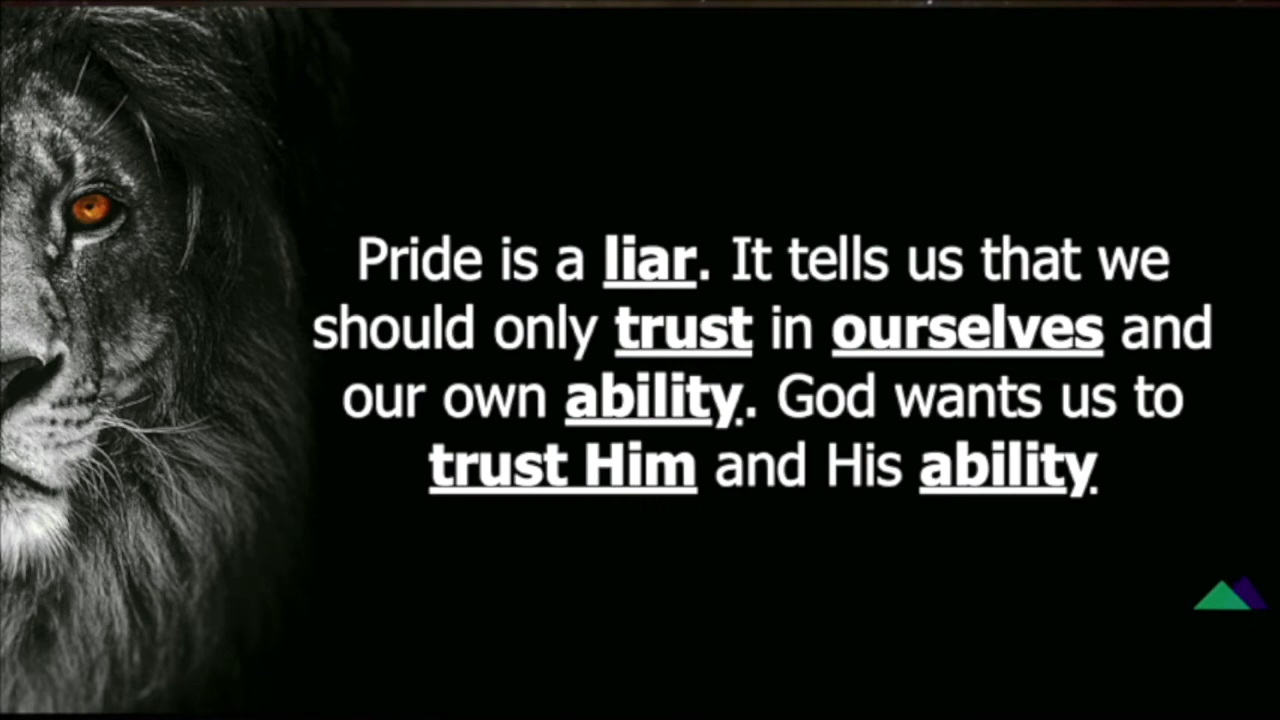 Pride is a liar. It tells us that we
should only trust in ourselves and
our own ability. God wants us to
trust Him and His ability